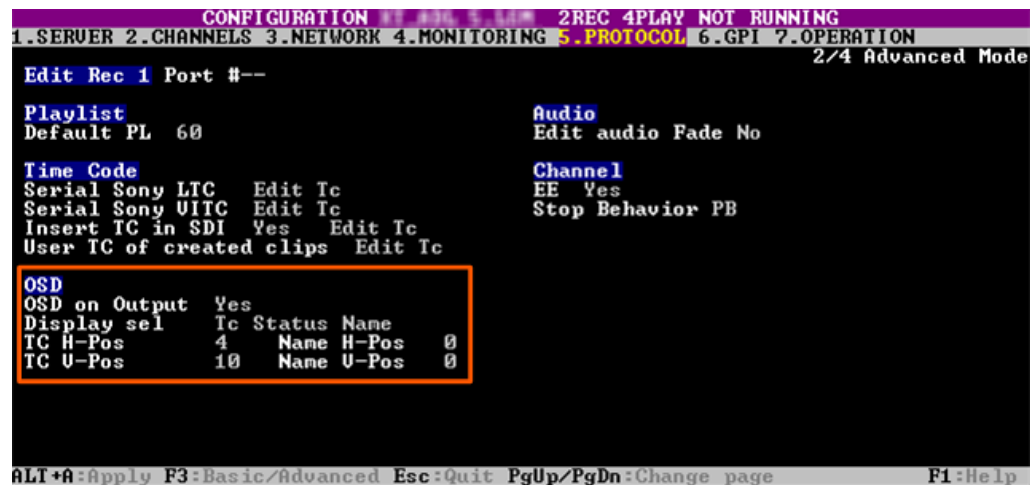 CONFIGURATION 2REC 4PLAY NOT RUNNING
1.SERVER 2.CHANNELS 3.NETWORK 4.MONITORING 5.PROTOCOL 6.GPI 7.OPERATION
2/4 Advanced Mode
Edit Rec 1 Port #--
Playlist
Default PL 60
Audio
Edit audio Fade No
Time Code
Serial Sony LTC Edit Tc
Serial Sony VITC Edit Tc
Insert TC in SDI Yes Edit Tc
User TC of created clips Edit Tc
Channel
EE Yes
Stop Behavior PB
OSD
OSD on Output Yes
Display sel Tc Status Name
TC H-Pos 4 Name H-Pos 0
TC V-Pos 10 Name V-Pos 0
ALT+A:Apply F3:Basic/Advanced Esc:Quit PgUp/PgDn:Change page F1:Help